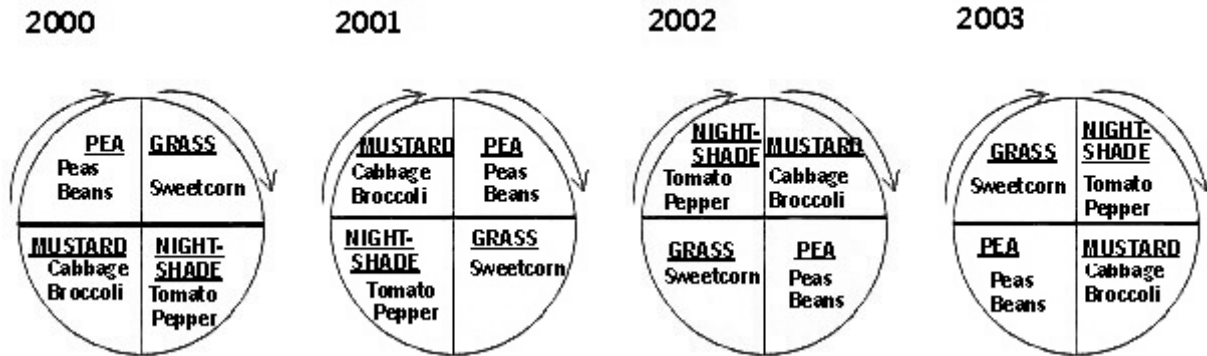 2000
2001
2002
2003
PEA
Peas
Beans
GRASS
Sweetcorn
MUSTARD
Cabbage
Broccoli
NIGHT-
SHADE
Tomato
Pepper
MUSTARD
Cabbage
Broccoli
PEA
Peas
Beans
NIGHT-
SHADE
Tomato
Pepper
GRASS
Sweetcorn
NIGHT-
SHADE
Tomato
Pepper
MUSTARD
Cabbage
Broccoli
GRASS
Sweetcorn
PEA
Peas
Beans
GRASS
Sweetcorn
NIGHT-
SHADE
Tomato
Pepper
PEA
Peas
Beans
MUSTARD
Cabbage
Broccoli